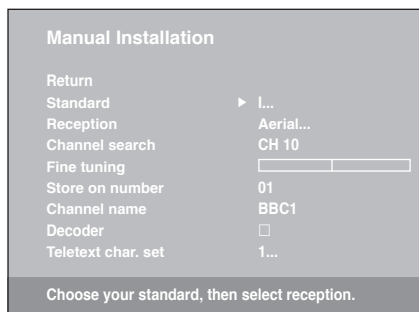 Manual Installation
Return
Standard ▶ I...
Reception Aerial...
Channel search CH 10
Fine tuning
Store on number 01
Channel name BBC1
Decoder ☐
Teletext char. set 1...
Choose your standard, then select reception.